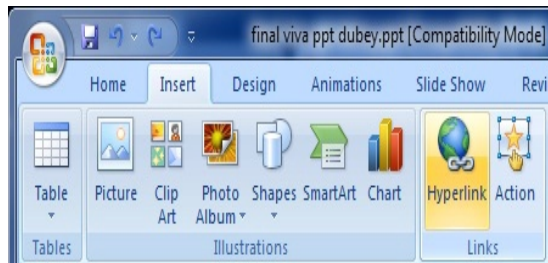 final viva ppt dubey.ppt [Compatibility Mode]
Home Insert Design Animations Slide Show Revi
Table Picture Clip Art Photo Album Shapes SmartArt Chart Hyperlink Action
Tables Illustrations Links